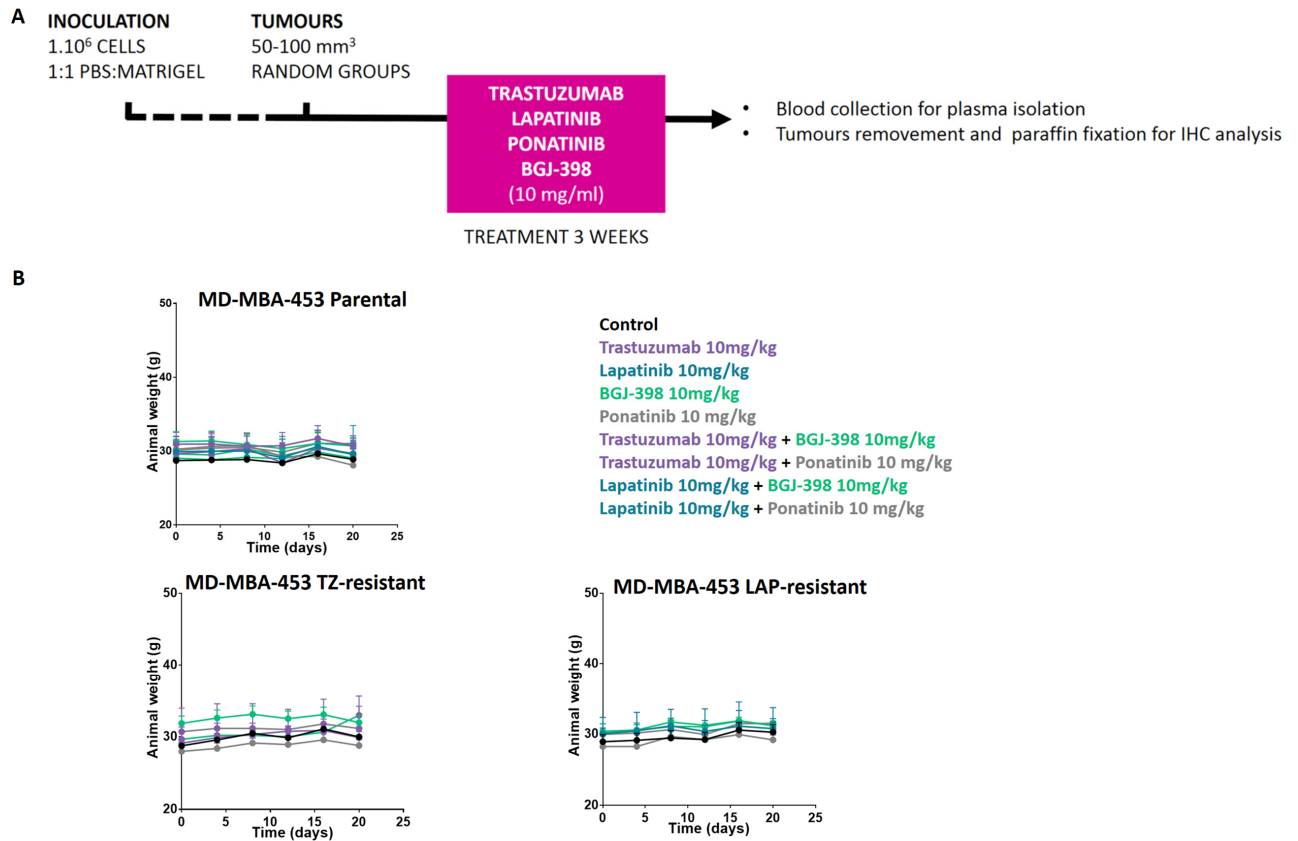 A
INOCULATION
1.10⁶ CELLS
1:1 PBS:MATRIGEL
TUMOURS
50-100 mm³
RANDOM GROUPS
TRASTUZUMAB
LAPATINIB
PONATINIB
BGJ-398
(10 mg/ml)
TREATMENT 3 WEEKS
• Blood collection for plasma isolation
• Tumours removement and paraffin fixation for IHC analysis
B
MD-MBA-453 Parental
Animal weight (g)
50
40
30
20
0 5 10 15 20 25
Time (days)
Control
Trastuzumab 10mg/kg
Lapatinib 10mg/kg
BGJ-398 10mg/kg
Ponatinib 10 mg/kg
Trastuzumab 10mg/kg + BGJ-398 10mg/kg
Trastuzumab 10mg/kg + Ponatinib 10 mg/kg
Lapatinib 10mg/kg + BGJ-398 10mg/kg
Lapatinib 10mg/kg + Ponatinib 10 mg/kg
MD-MBA-453 TZ-resistant
Animal weight (g)
50
40
30
20
0 5 10 15 20 25
Time (days)
MD-MBA-453 LAP-resistant
Animal weight (g)
50
40
30
20
0 5 10 15 20 25
Time (days)